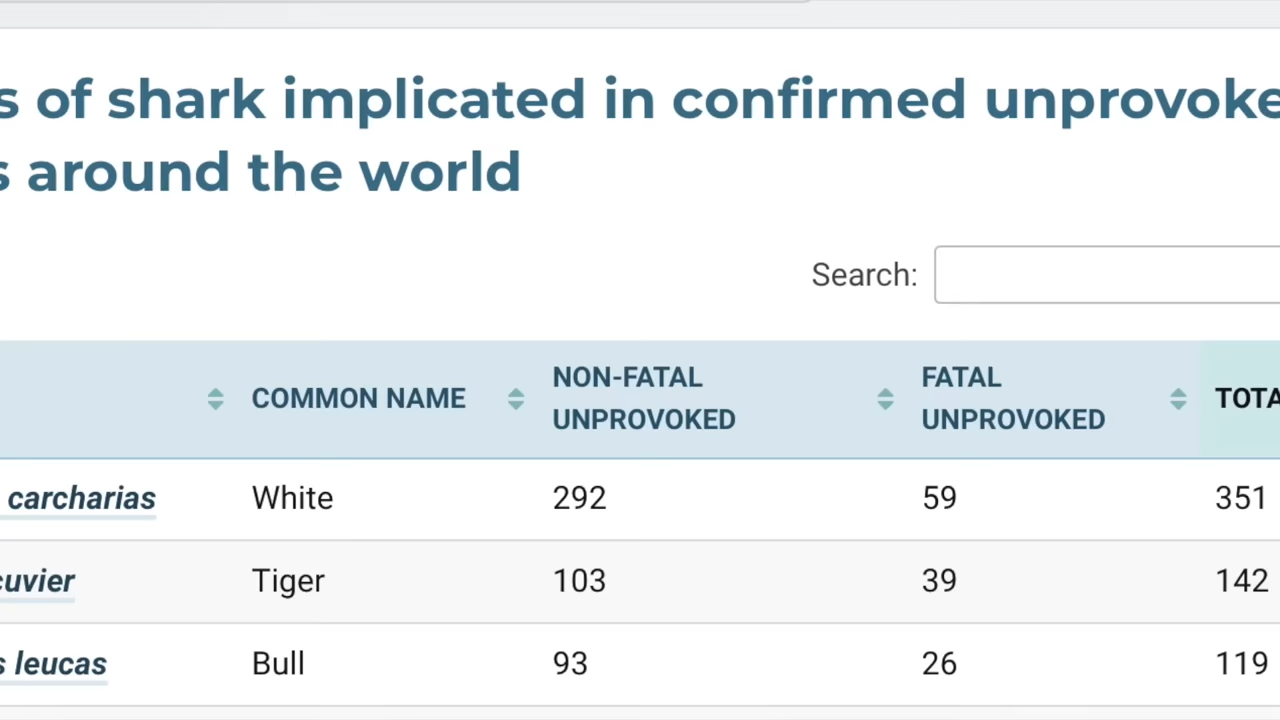 s of shark implicated in confirmed unprovoke
s around the world
Search:
COMMON NAME
NON-FATAL
UNPROVOKED
FATAL
UNPROVOKED
TOTA
carcharias White 292 59 351
cuvier Tiger 103 39 142
s leucas Bull 93 26 119